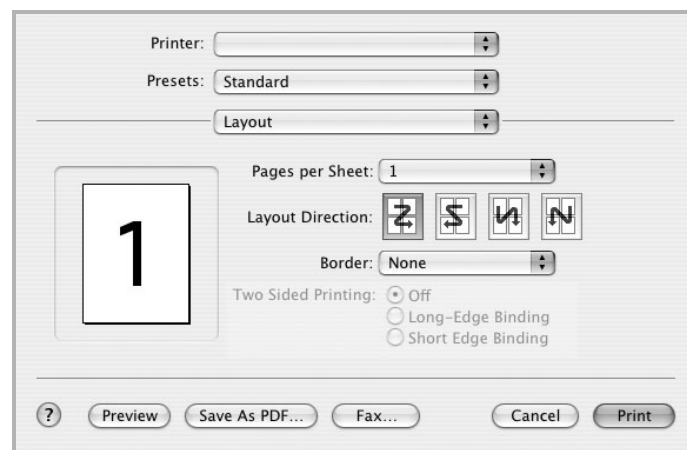 Printer:
Presets: Standard
Layout
Pages per Sheet: 1
Layout Direction:
Border: None
Two Sided Printing: Off
Long-Edge Binding
Short Edge Binding
1
? Preview Save As PDF... Fax... Cancel Print